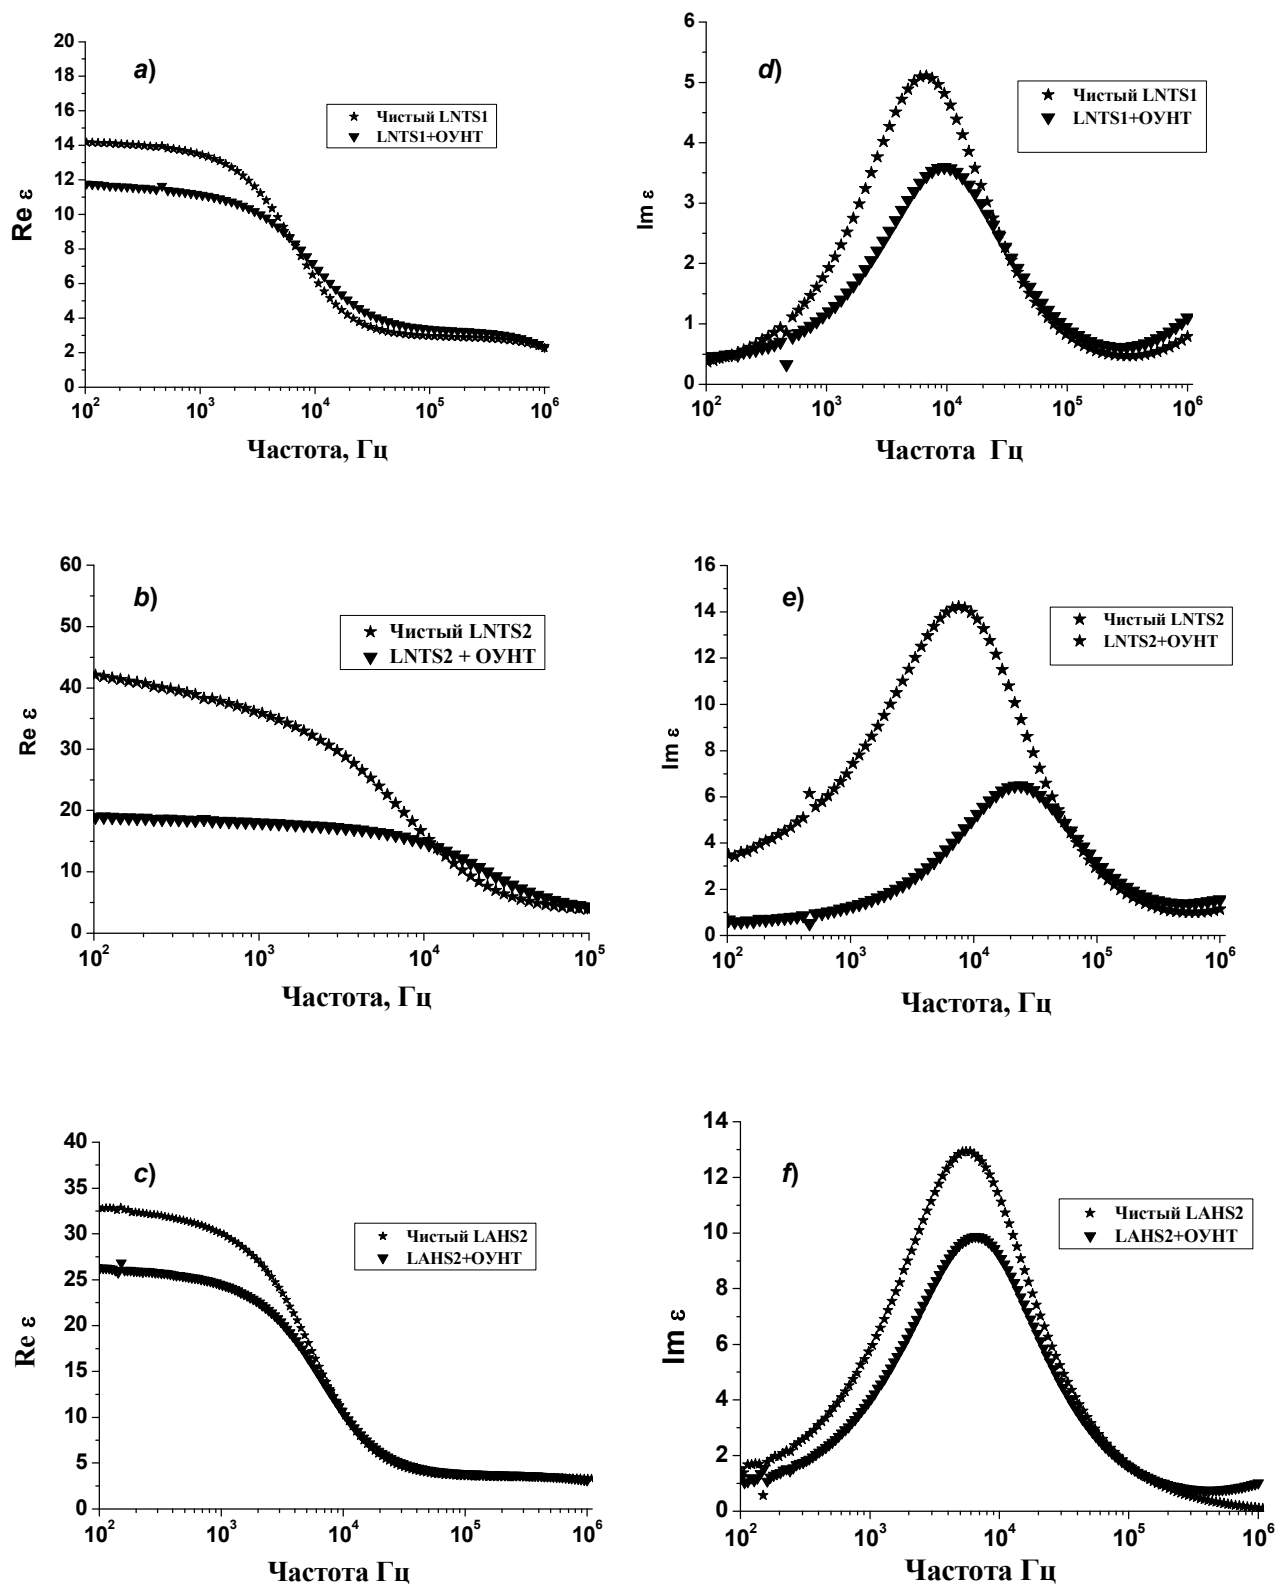 a)
Re ε
20
18
16
14
12
10
8
6
4
2
0
Чистый LNTS1
LNTS1+ОУНТ
10²
10³
10⁴
10⁵
10⁶
Частота, Гц
d)
Im ε
6
5
4
3
2
1
0
Чистый LNTS1
LNTS1+ОУНТ
10²
10³
10⁴
10⁵
10⁶
Частота Гц
b)
Re ε
60
50
40
30
20
10
0
Чистый LNTS2
LNTS2 + ОУНТ
10²
10³
10⁴
10⁵
Частота, Гц
e)
Im ε
16
14
12
14
10
8
6
4
2
0
Чистый LNTS2
LNTS2+ОУНТ
10²
10³
10⁴
10⁵
10⁶
Частота, Гц
c)
Re ε
40
35
30
25
20
15
10
5
0
Чистый LAHS2
LAHS2+ОУНТ
10²
10³
10⁴
10⁵
10⁶
Частота Гц
f)
Im ε
14
12
10
8
6
4
2
0
Чистый LAHS2
LAHS2+ОУНТ
10²
10³
10⁴
10⁵
10⁶
Частота Гц